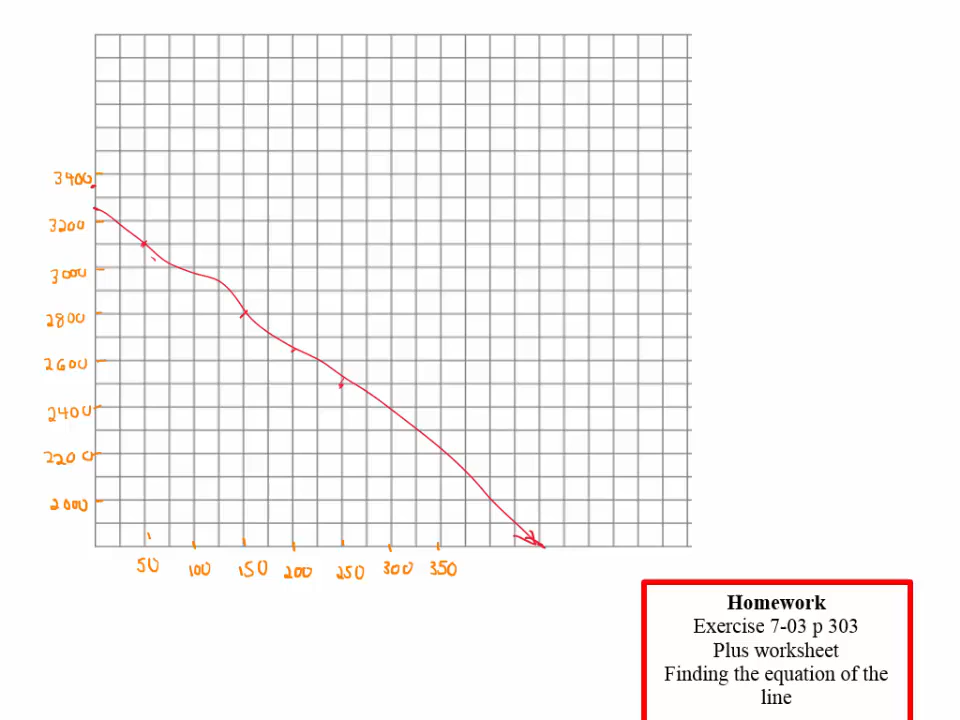 3400
3200
3000
2800
2600
2400
2200
2000
50 100 150 200 250 300 350
Homework
Exercise 7-03 p 303
Plus worksheet
Finding the equation of the
line